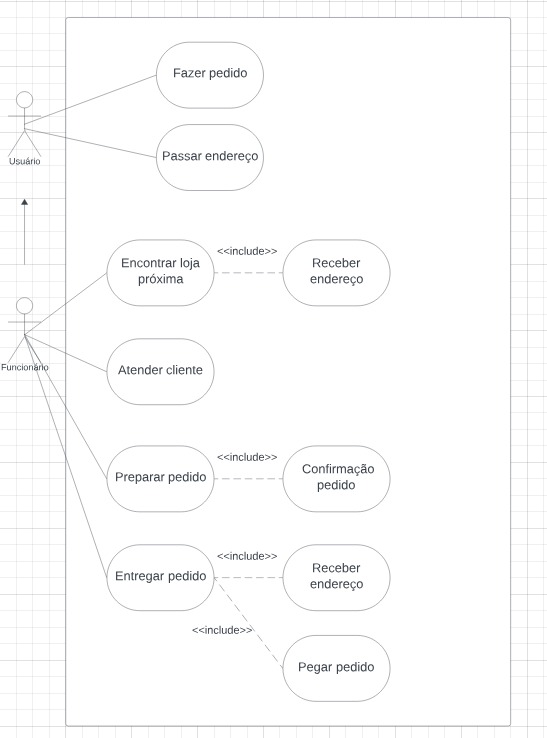 Fazer pedido
Passar endereço
Usuário
Encontrar loja
próxima
<<include>>
Receber
endereço
Funcionário
Atender cliente
Preparar pedido
<<include>>
Confirmação
pedido
Entregar pedido
<<include>>
Receber
endereço
<<include>>
Pegar pedido